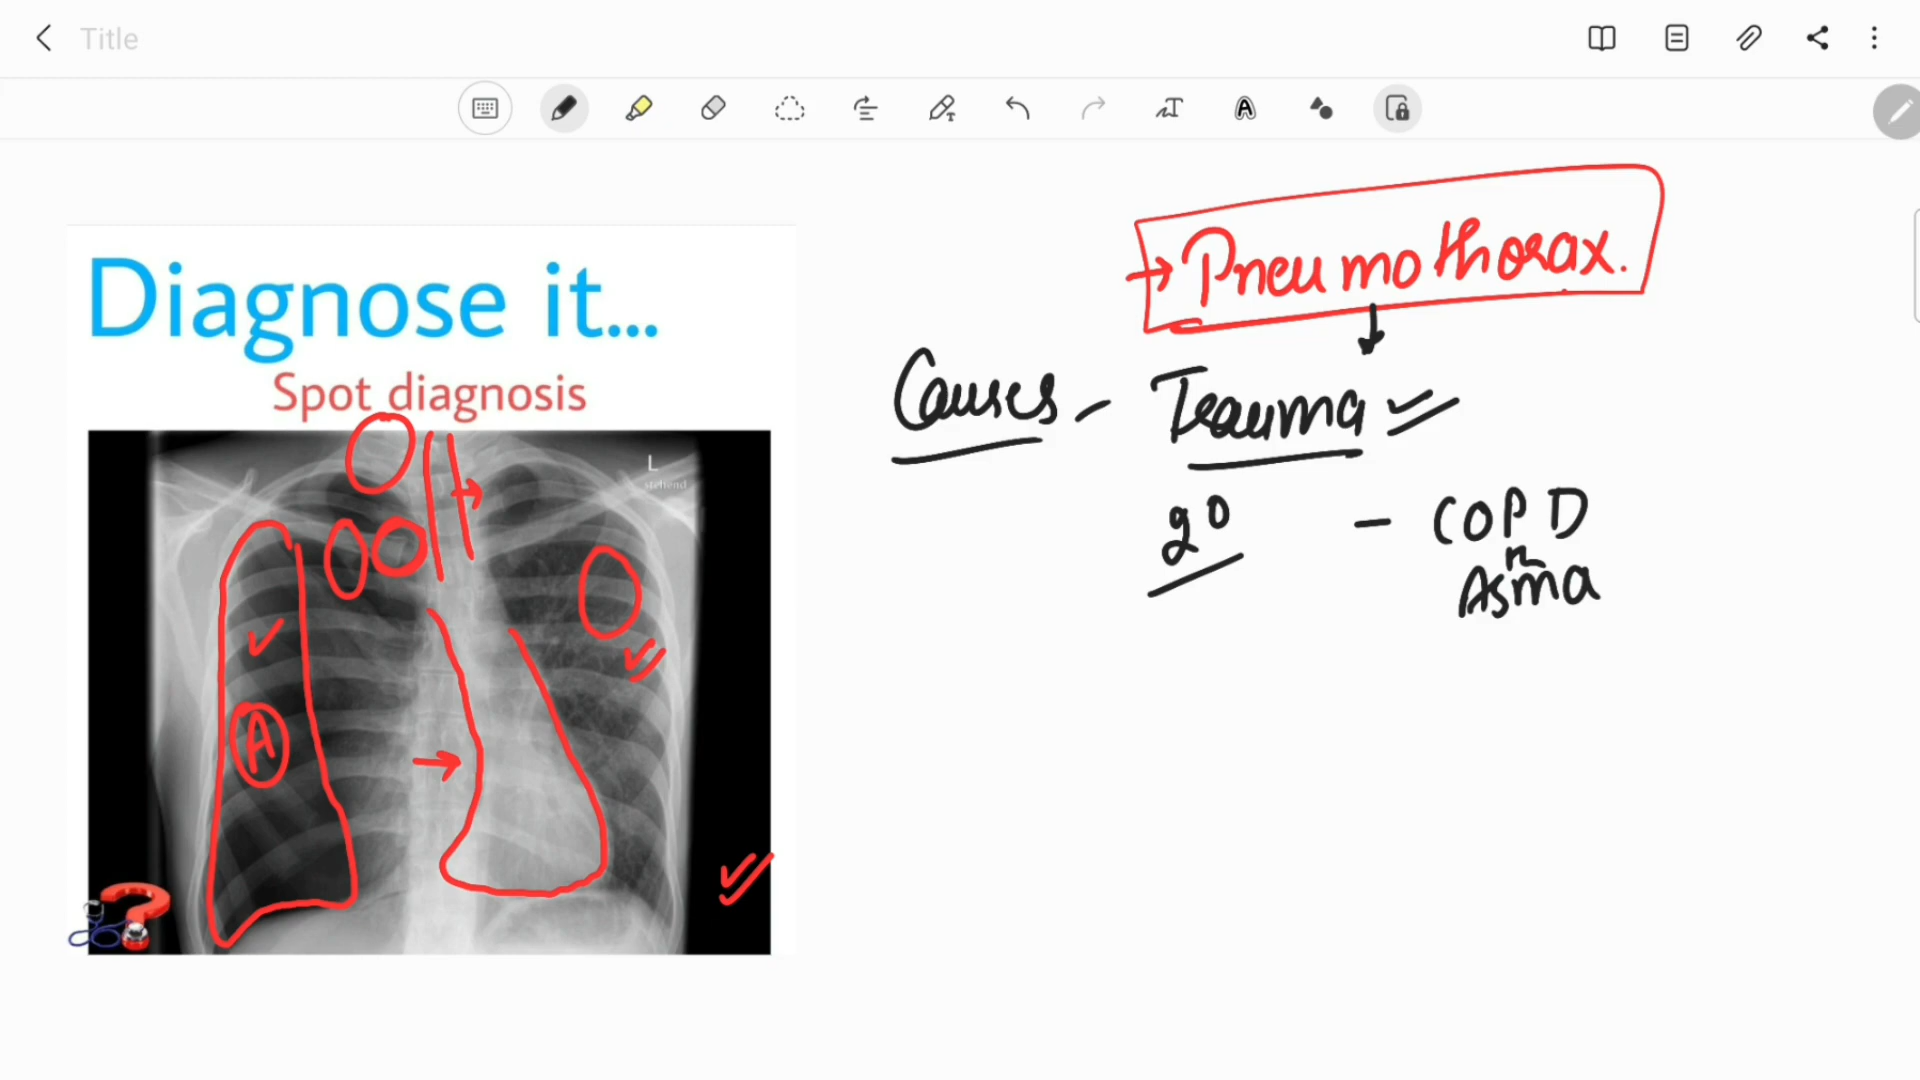 Title
Diagnose it...
Spot diagnosis
L
A
→ Pneumothorax.
Causes - Trauma
2° - COPD
Asma